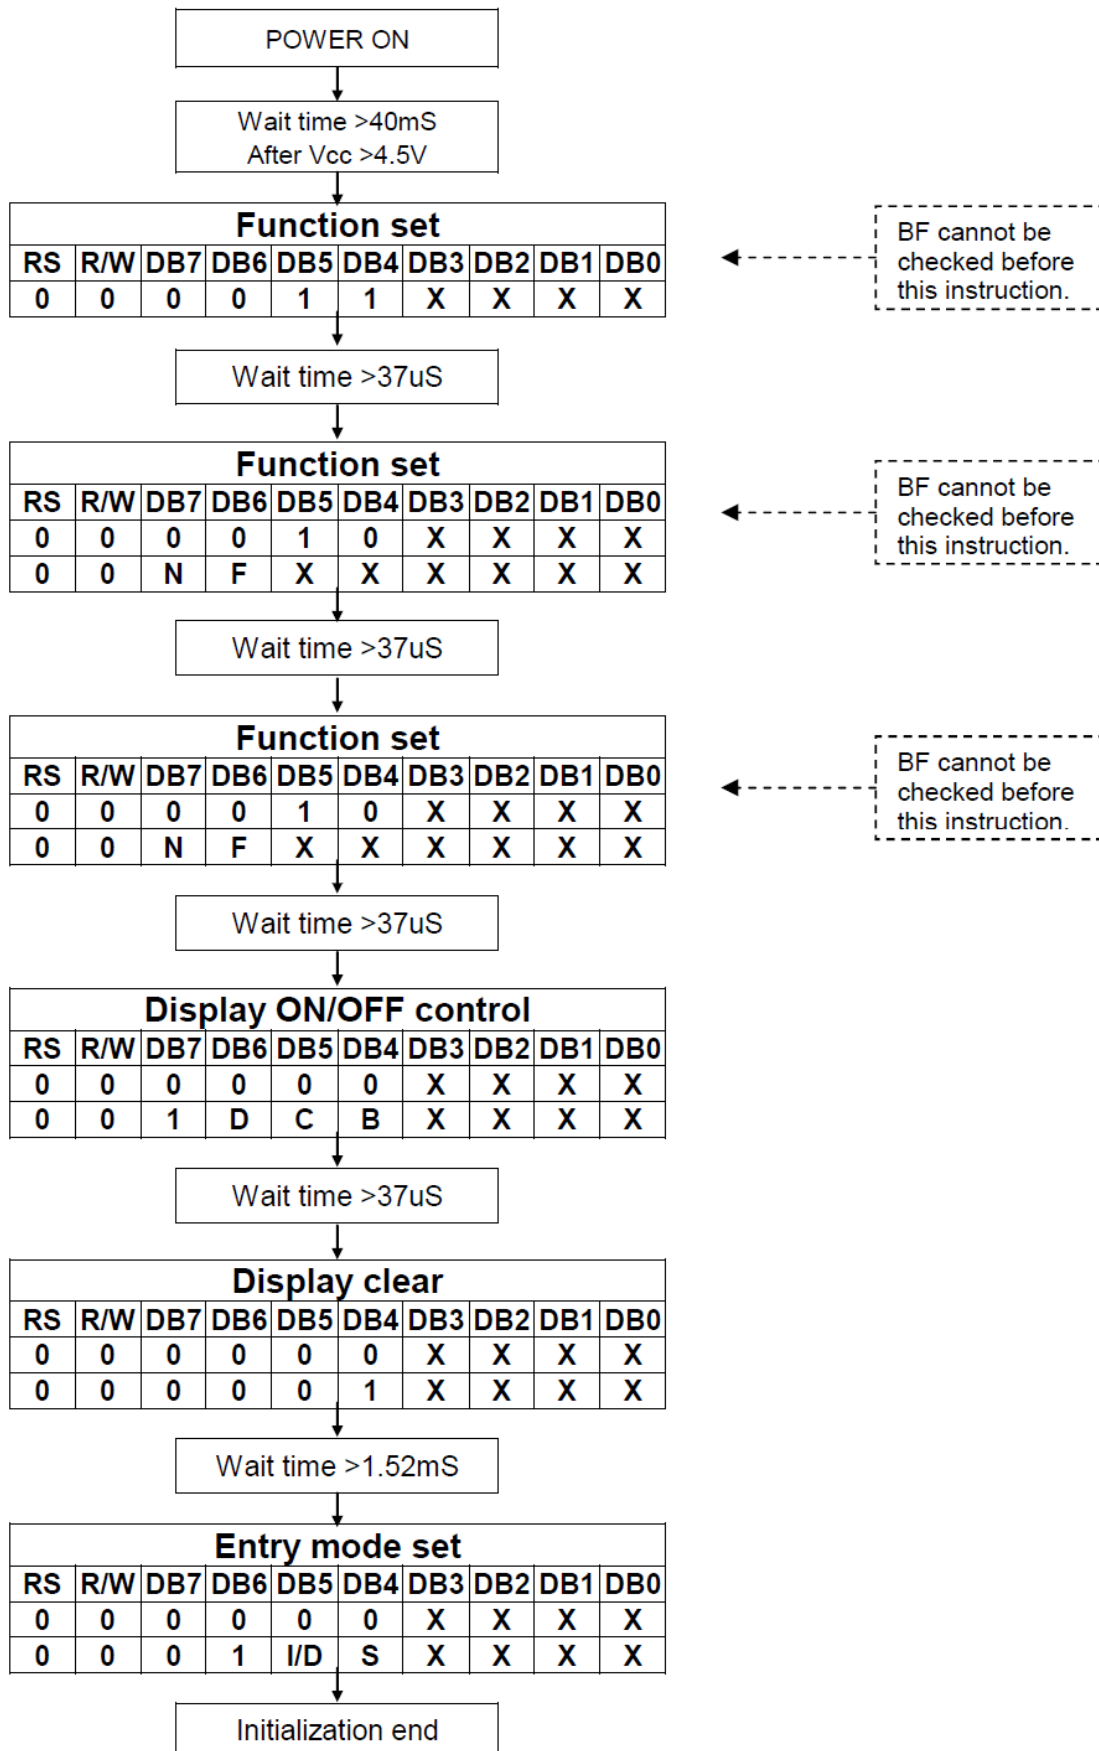 POWER ON
Wait time >40mS
After Vcc >4.5V
Function set
RS R/W DB7 DB6 DB5 DB4 DB3 DB2 DB1 DB0
0 0 0 0 1 1 X X X X
BF cannot be
checked before
this instruction.
Wait time >37uS
Function set
RS R/W DB7 DB6 DB5 DB4 DB3 DB2 DB1 DB0
0 0 0 0 1 0 X X X X
0 0 N F X X X X X X
BF cannot be
checked before
this instruction.
Wait time >37uS
Function set
RS R/W DB7 DB6 DB5 DB4 DB3 DB2 DB1 DB0
0 0 0 0 1 0 X X X X
0 0 N F X X X X X X
BF cannot be
checked before
this instruction.
Wait time >37uS
Display ON/OFF control
RS R/W DB7 DB6 DB5 DB4 DB3 DB2 DB1 DB0
0 0 0 0 0 0 X X X X
0 0 1 D C B X X X X
Wait time >37uS
Display clear
RS R/W DB7 DB6 DB5 DB4 DB3 DB2 DB1 DB0
0 0 0 0 0 0 X X X X
0 0 0 0 0 1 X X X X
Wait time >1.52mS
Entry mode set
RS R/W DB7 DB6 DB5 DB4 DB3 DB2 DB1 DB0
0 0 0 0 0 0 X X X X
0 0 0 1 I/D S X X X X
Initialization end